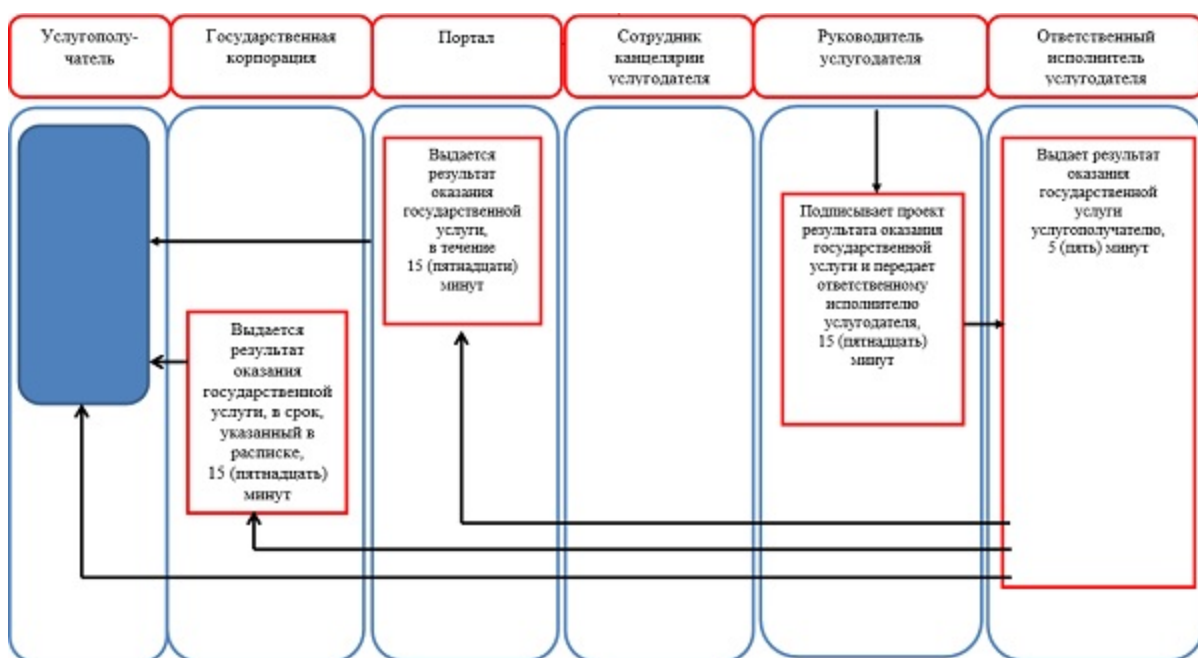 Услугополу-
чатель
Государственная
корпорация
Портал
Сотрудник
канцелярии
услугодателя
Руководитель
услугодателя
Ответственный
исполнитель
услугодателя
Выдается
результат
оказания
государственной
услуги,
в течение
15 (пятнадцати)
минут
Выдается
результат
оказания
государственной
услуги, в срок,
указанный в
расписке,
15 (пятнадцать)
минут
Подписывает проект
результата оказания
государственной
услуги и передает
ответственному
исполнителю
услугодателя,
15 (пятнадцать)
минут
Выдает результат
оказания
государственной
услуги
услугополучателю,
5 (пять) минут